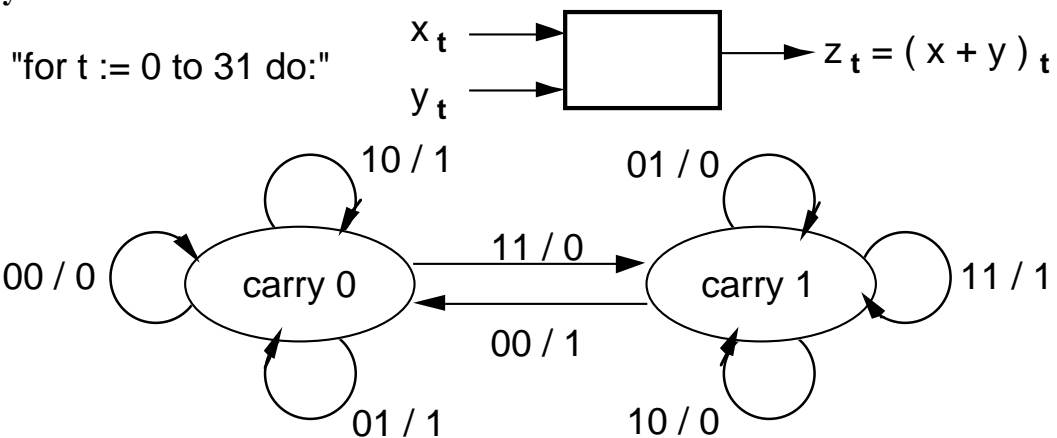 y
x t
"for t := 0 to 31 do:"
z t = ( x + y ) t
y t
10 / 1
01 / 0
11 / 0
00 / 0
carry 0
carry 1
11 / 1
00 / 1
01 / 1
10 / 0